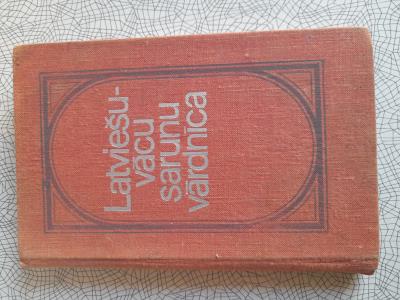 Latviešu-
vācu
sarunu
vārdnīca